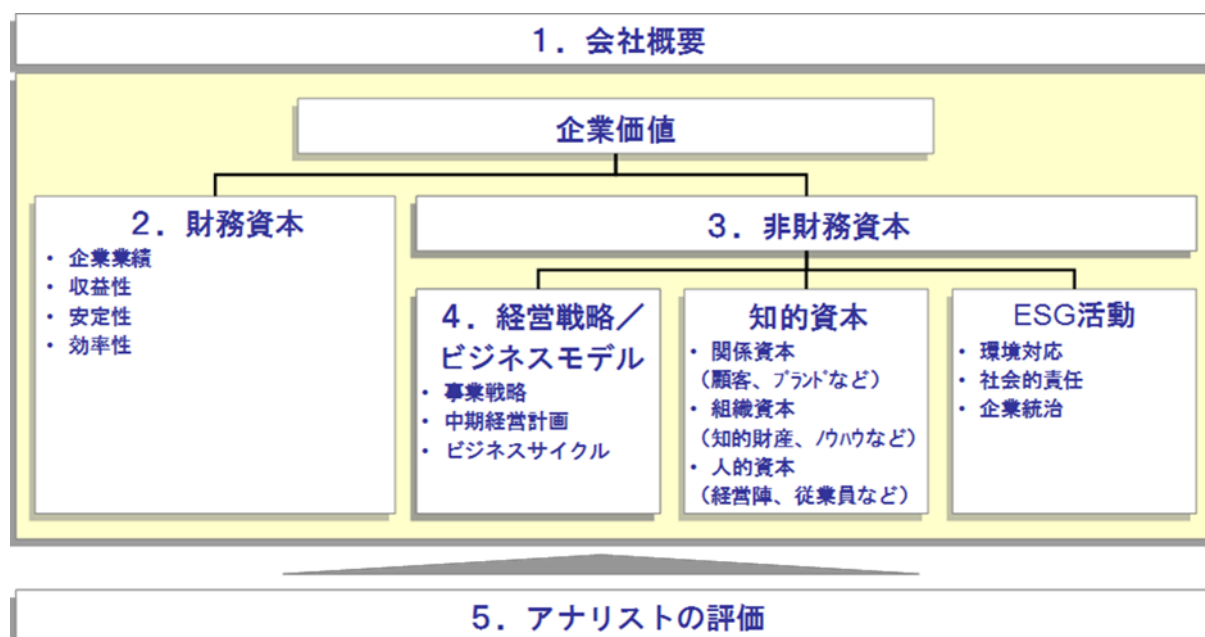 １．会社概要
企業価値
２．財務資本
・ 企業業績
・ 収益性
・ 安定性
・ 効率性
３．非財務資本
４．経営戦略／
ビジネスモデル
・ 事業戦略
・ 中期経営計画
・ ビジネスサイクル
知的資本
・ 関係資本
（顧客、ﾌﾞﾗﾝﾄﾞなど）
・ 組織資本
（知的財産、ﾉｳﾊｳなど）
・ 人的資本
（経営陣、従業員など）
ESG活動
・ 環境対応
・ 社会的責任
・ 企業統治
５．アナリストの評価